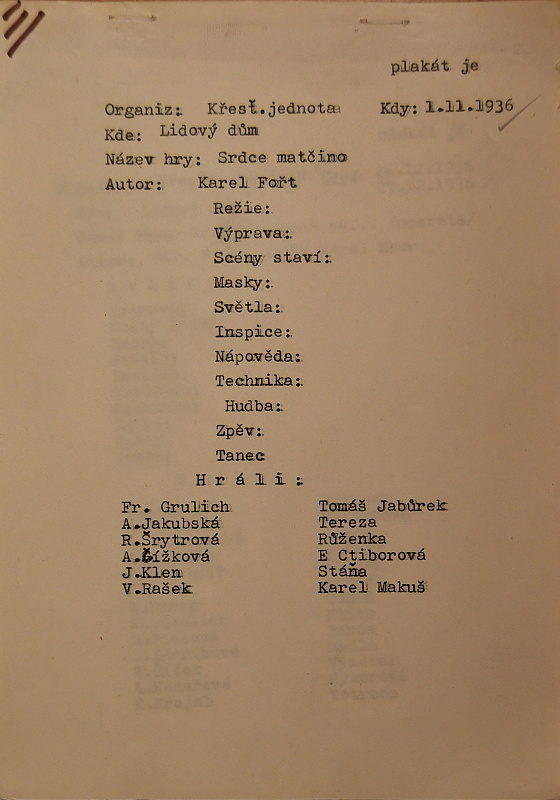 plakát je
Organiz: Křesť.jednota Kdy: 1.11.1936
Kde: Lidový dům
Název hry: Srdce matčino
Autor: Karel Fořt
Režie:
Výprava:
Scény staví:
Masky:
Světla:
Inspice:
Nápověda:
Technika:
Hudba:
Zpěv:
Tanec
H r á l i :
Fr. Grulich Tomáš Jabůrek
A.Jakubská Tereza
R.Šrytrová Růženka
A.Čížková E Ctiborová
J.Klen Stáňa
V.Rašek Karel Makuš